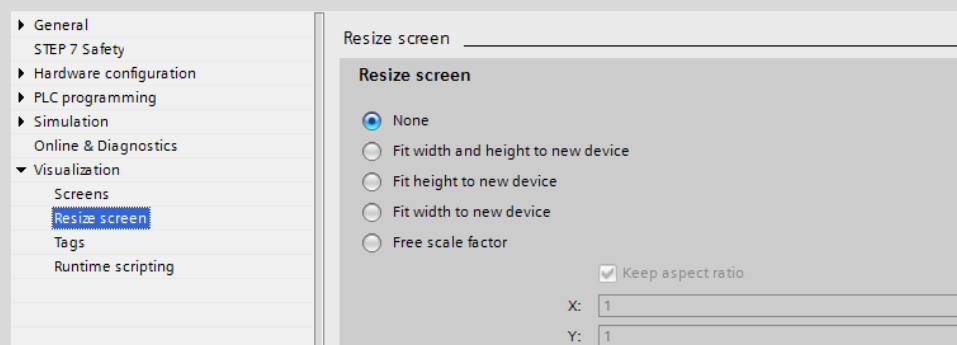 General
STEP 7 Safety
Hardware configuration
PLC programming
Simulation
Online & Diagnostics
Visualization
Screens
Resize screen
Tags
Runtime scripting
Resize screen
Resize screen
None
Fit width and height to new device
Fit height to new device
Fit width to new device
Free scale factor
Keep aspect ratio
X: 1
Y: 1